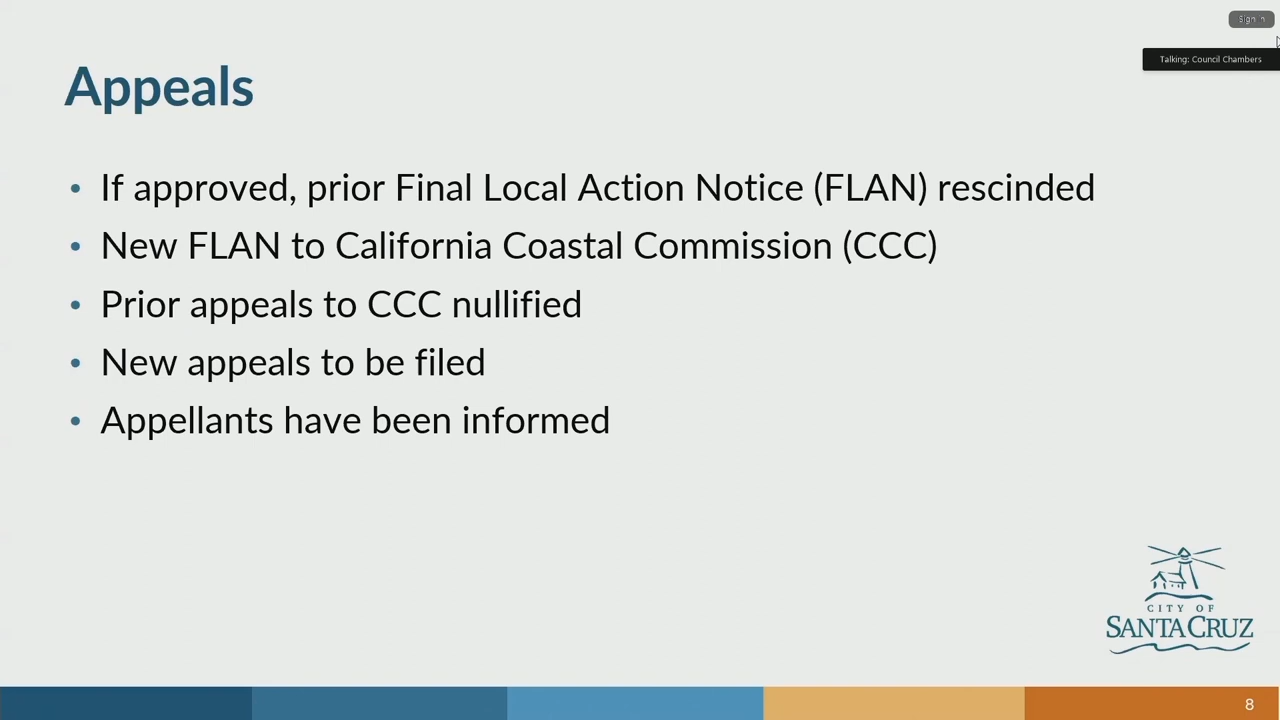 Sign in
Talking: Council Chambers
Appeals
• If approved, prior Final Local Action Notice (FLAN) rescinded
• New FLAN to California Coastal Commission (CCC)
• Prior appeals to CCC nullified
• New appeals to be filed
• Appellants have been informed
CITY OF
SANTA CRUZ
8